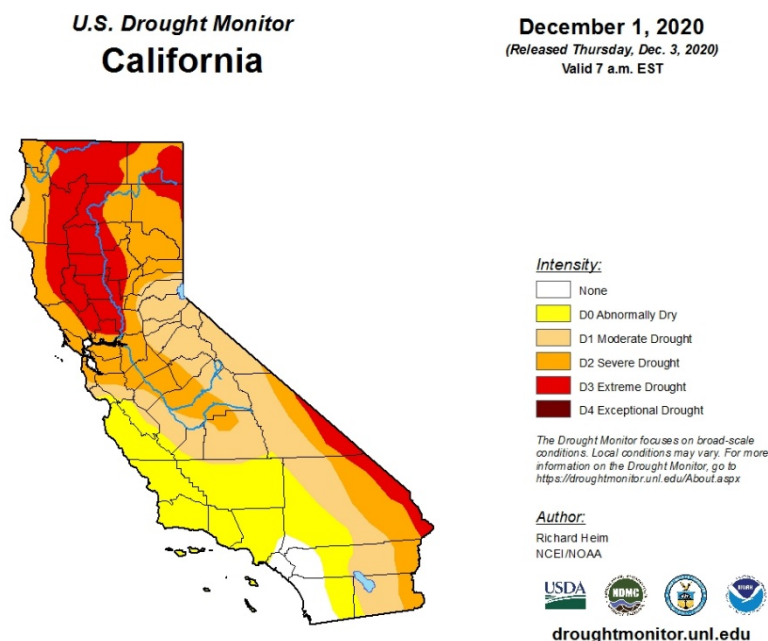 U.S. Drought Monitor
California
December 1, 2020
(Released Thursday, Dec. 3, 2020)
Valid 7 a.m. EST
Intensity:
None
D0 Abnormally Dry
D1 Moderate Drought
D2 Severe Drought
D3 Extreme Drought
D4 Exceptional Drought
The Drought Monitor focuses on broad-scale
conditions. Local conditions may vary. For more
information on the Drought Monitor, go to
https://droughtmonitor.unl.edu/About.aspx
Author:
Richard Heim
NCEI/NOAA
USDA
NDMC
droughtmonitor.unl.edu